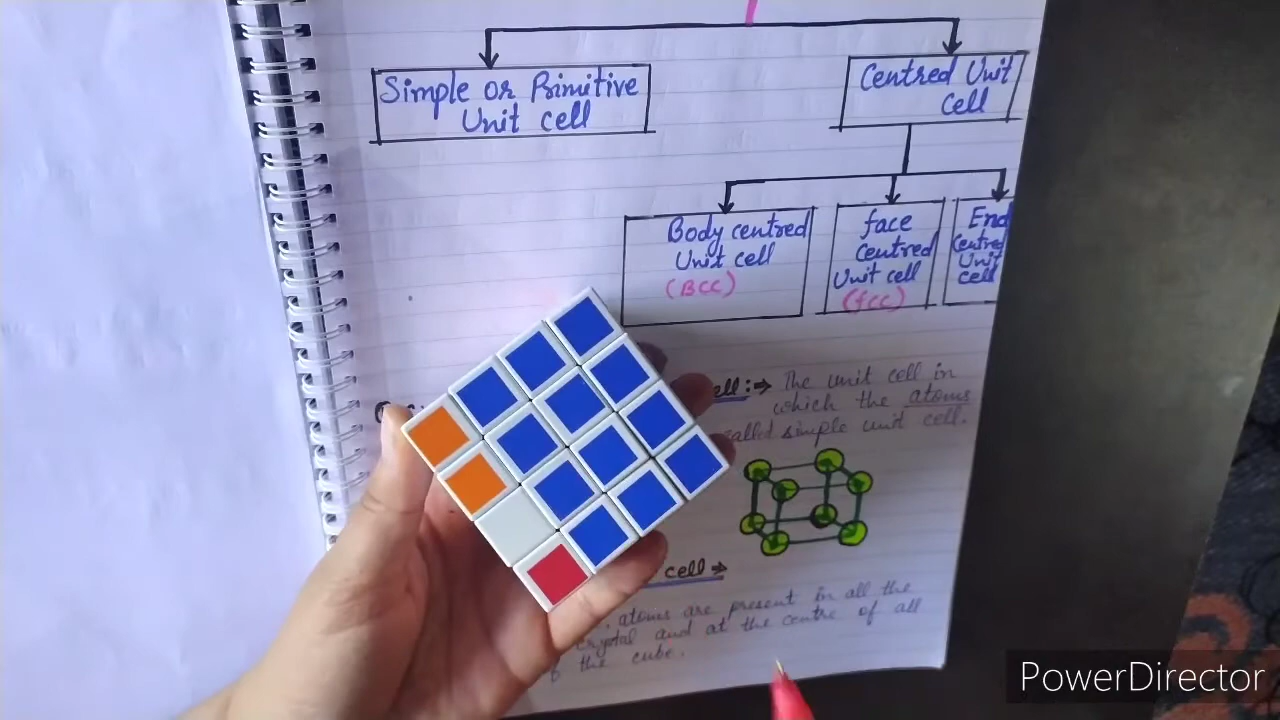 Simple or Primitive
Unit cell
Centred Unit
Cell
Body centred
Unit cell
(BCC)
face
centred
Unit cell
(fcc)
End
centred
Unit
cell
ell:⇒ The unit cell in
which the atoms
called simple unit cell.
cell ⇒
atoms are present in all the
crystal and at the centre of all
the cube.
PowerDirector